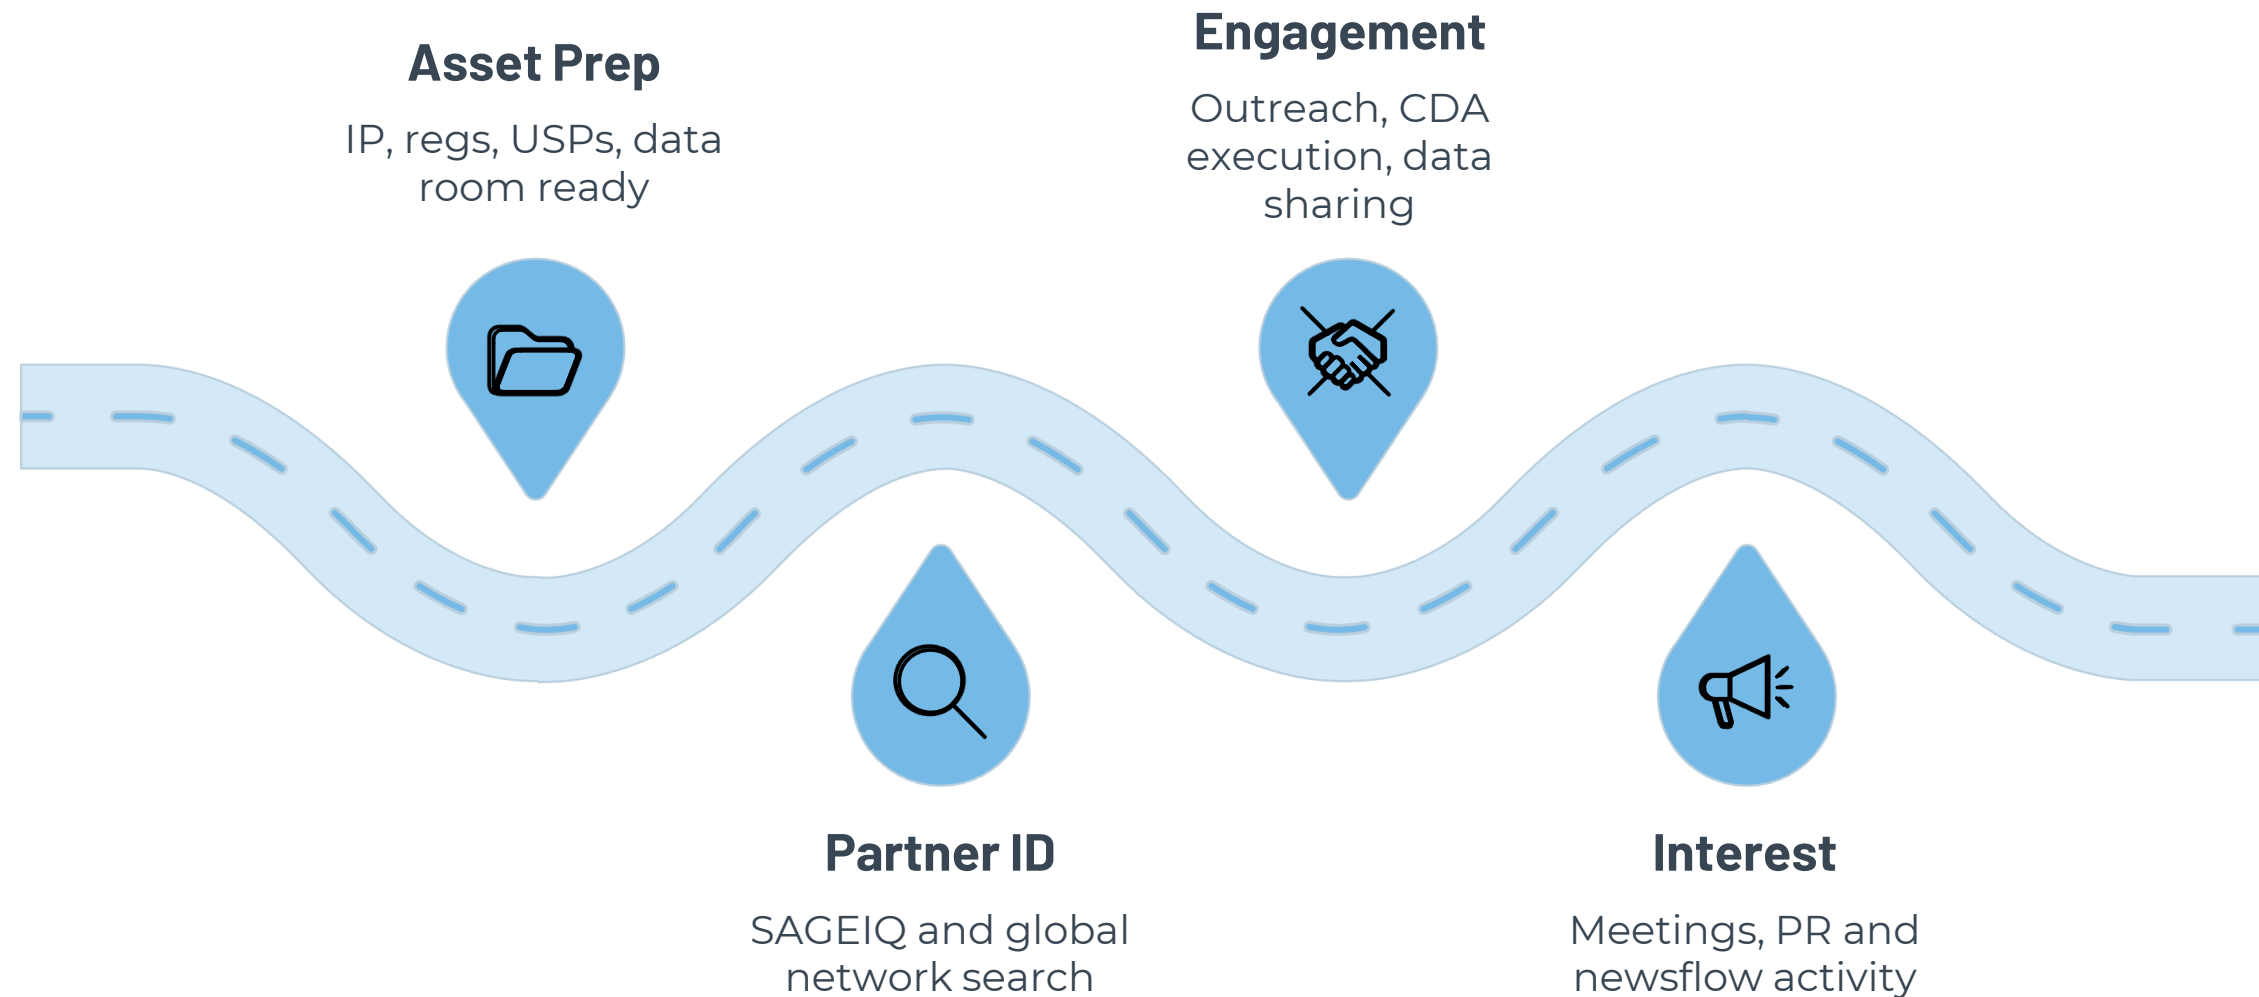 Asset Prep
IP, regs, USPs, data
room ready
Partner ID
SAGEIQ and global
network search
Engagement
Outreach, CDA
execution, data
sharing
Interest
Meetings, PR and
newsflow activity